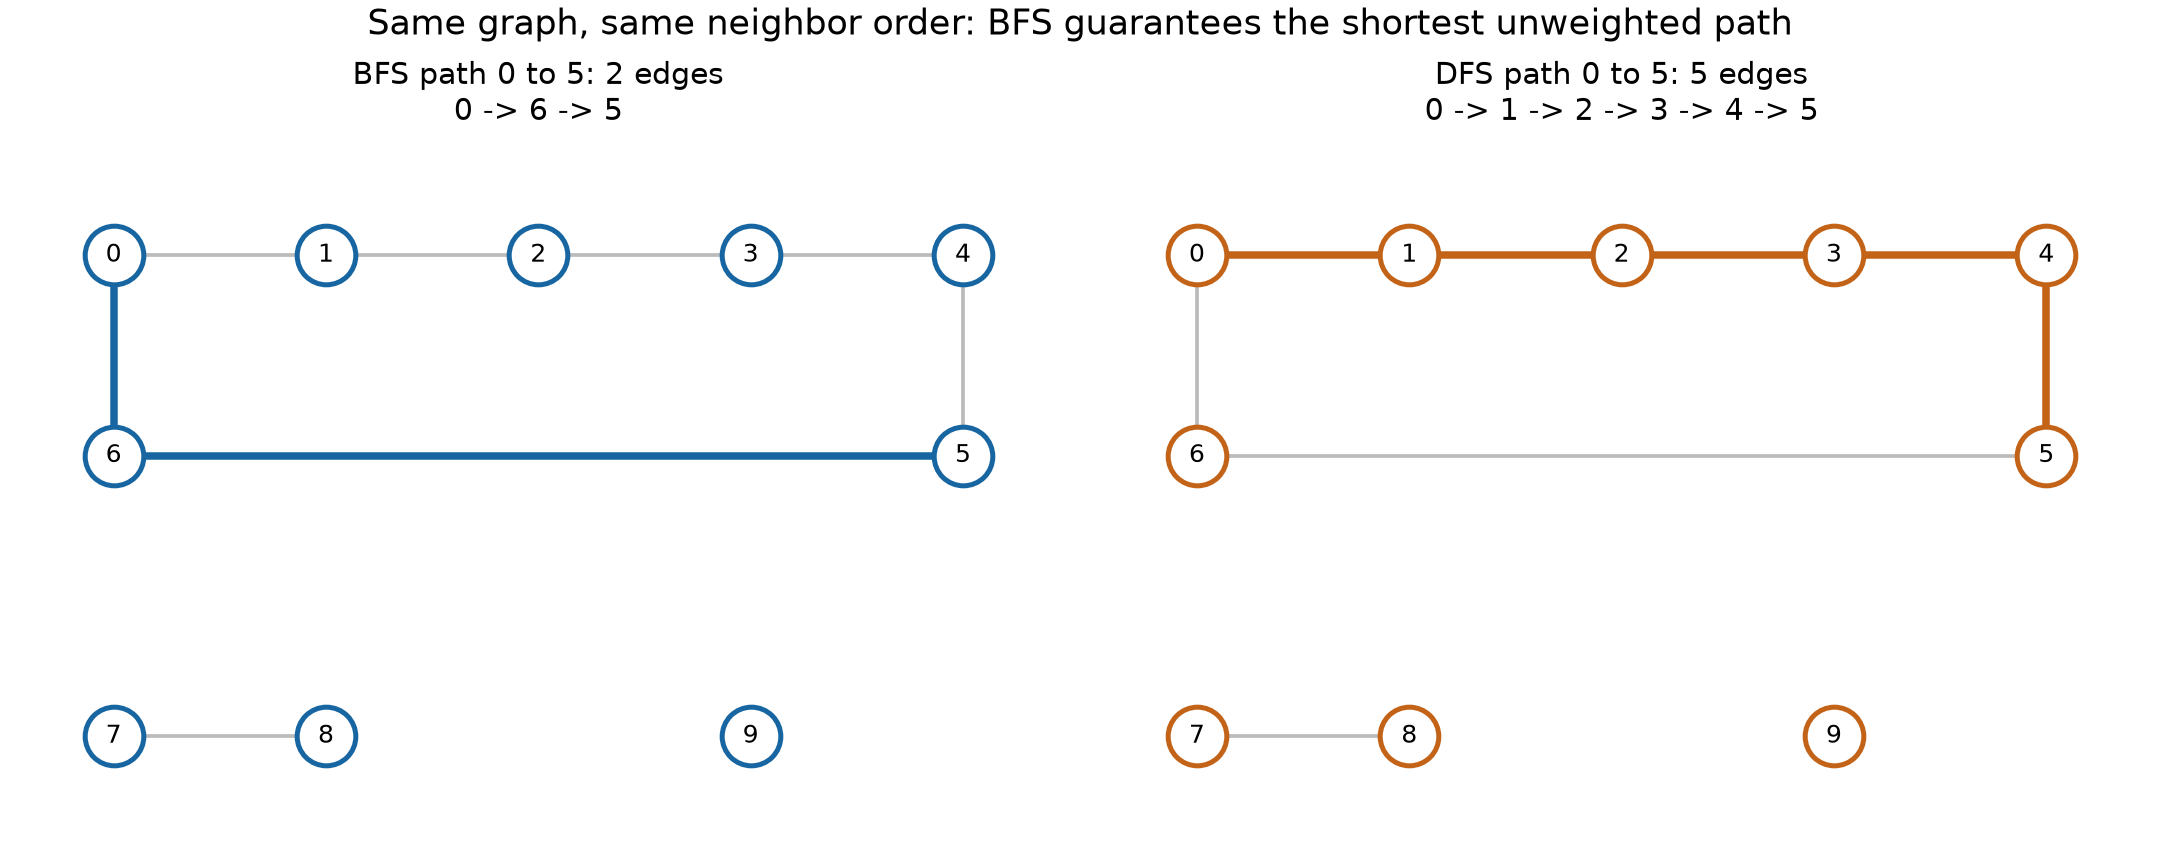 Same graph, same neighbor order: BFS guarantees the shortest unweighted path
BFS path 0 to 5: 2 edges
0 -> 6 -> 5
0 1 2 3 4
6 5
7 8 9
DFS path 0 to 5: 5 edges
0 -> 1 -> 2 -> 3 -> 4 -> 5
0 1 2 3 4
6 5
7 8 9